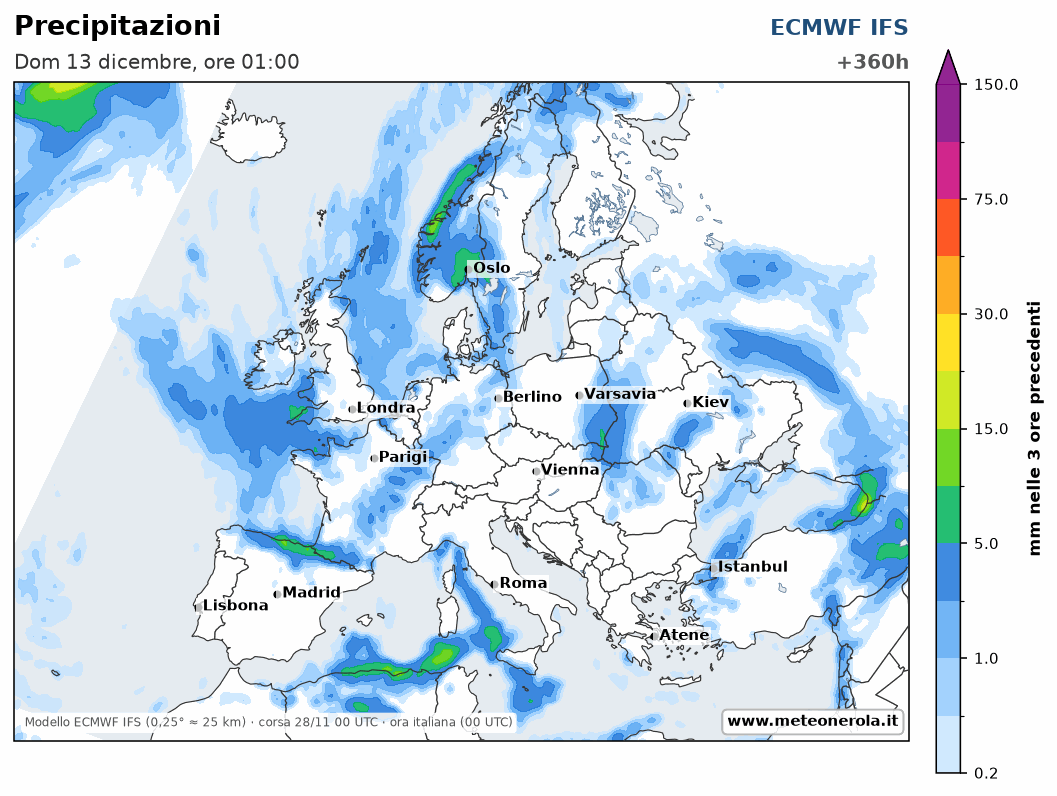 Precipitazioni
ECMWF IFS
Dom 13 dicembre, ore 01:00
+360h
150.0
75.0
30.0
15.0
5.0
1.0
0.2
mm nelle 3 ore precedenti
Oslo
Londra
Berlino
Varsavia
Kiev
Parigi
Vienna
Istanbul
Madrid
Roma
Lisbona
Atene
Modello ECMWF IFS (0,25° ≈ 25 km) · corsa 28/11 00 UTC · ora italiana (00 UTC)
www.meteonerola.it